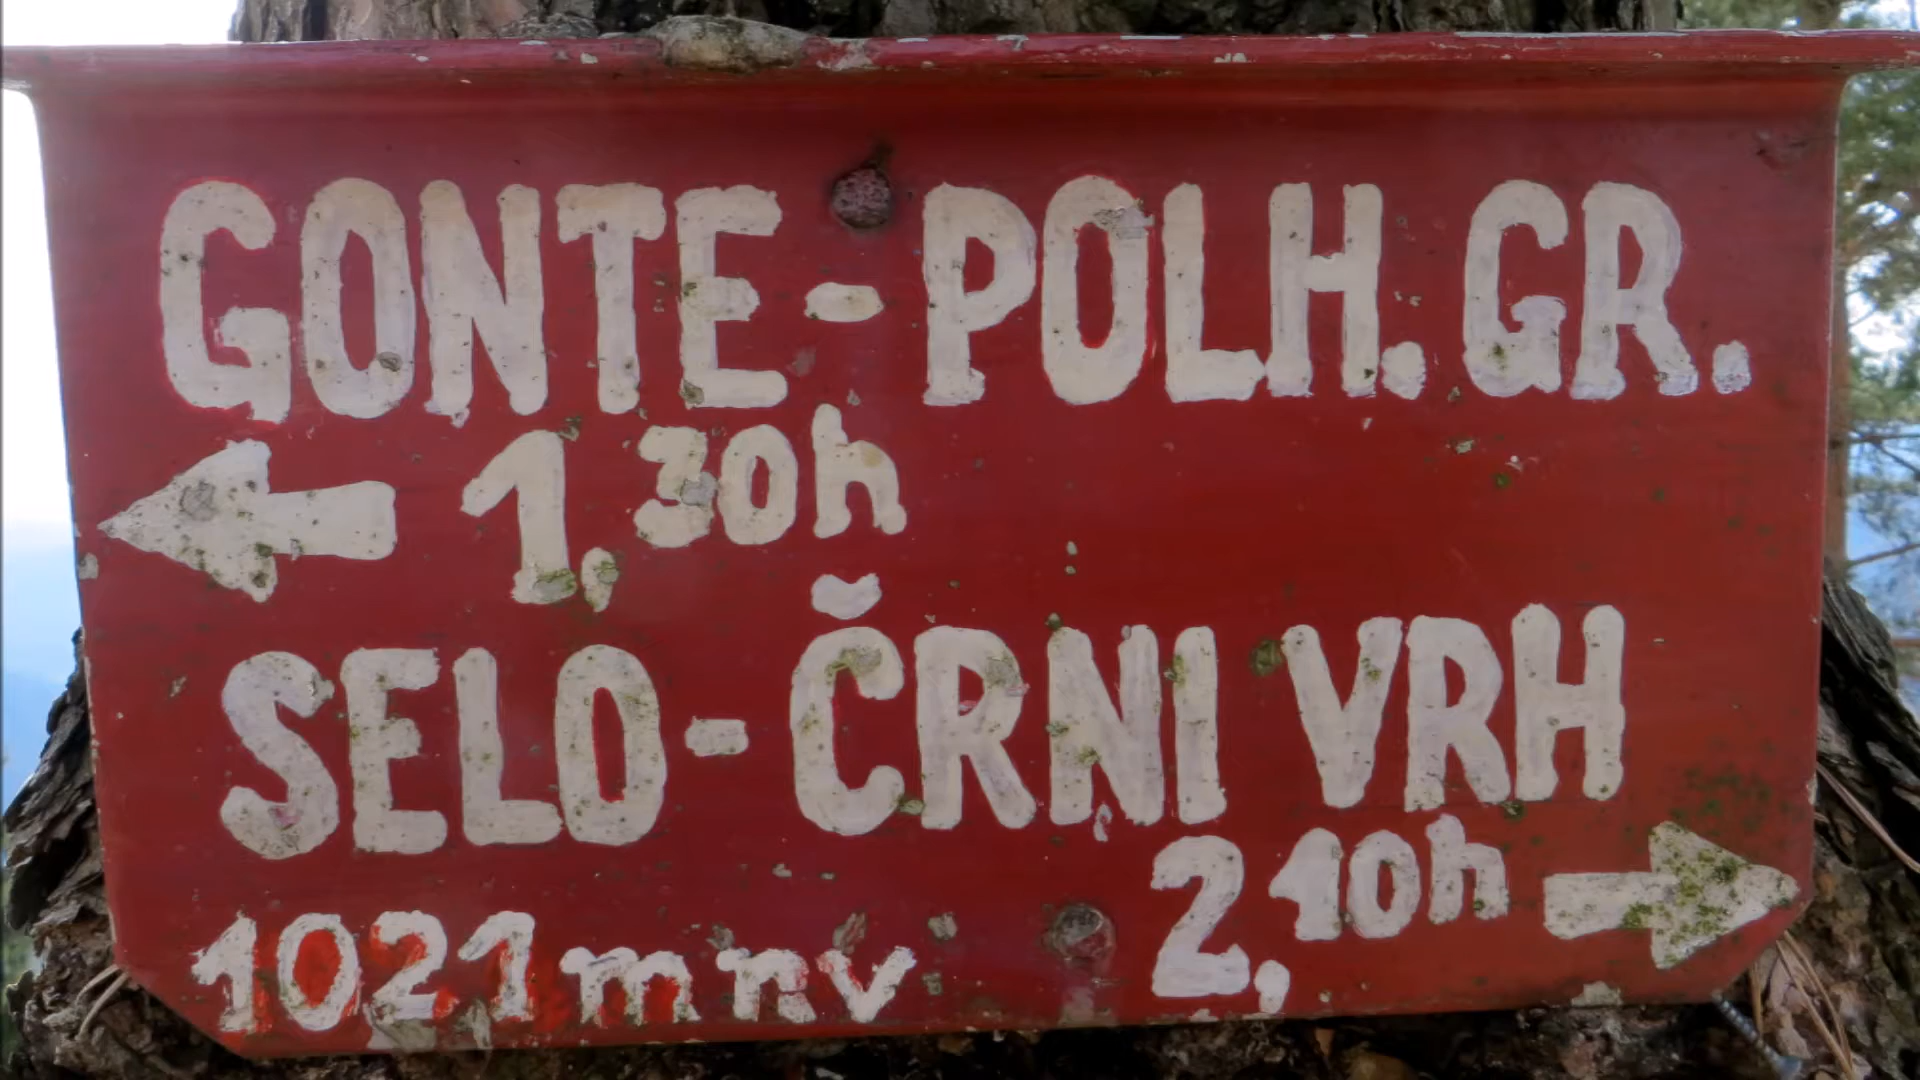 GONTE-POLH.GR.
← 1,30h
SELO-ČRNI VRH
2,10h →
1021 mnv